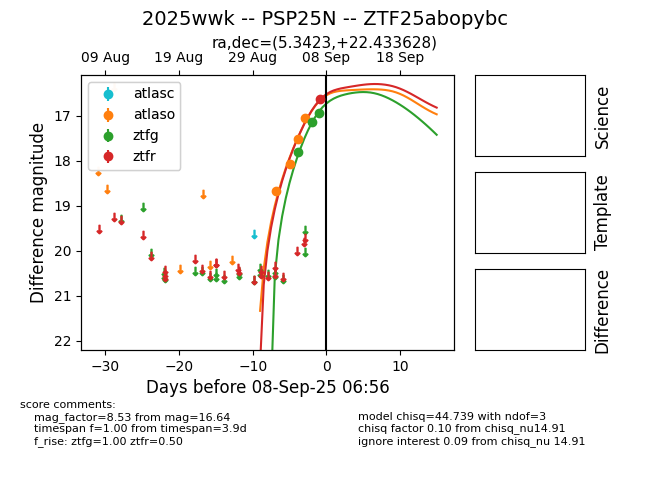 2025wwk -- PSP25N -- ZTF25abopybc
ra,dec=(5.3423,+22.433628)
09 Aug 19 Aug 29 Aug 08 Sep 18 Sep
atlasc
atlaso
ztfg
ztfr
17
18
19
20
21
22
Difference magnitude
−30 −20 −10 0 10
Days before 08-Sep-25 06:56
Science
Template
Difference
score comments:
mag_factor=8.53 from mag=16.64
timespan f=1.00 from timespan=3.9d
f_rise: ztfg=1.00 ztfr=0.50
model chisq=44.739 with ndof=3
chisq factor 0.10 from chisq_nu14.91
ignore interest 0.09 from chisq_nu 14.91